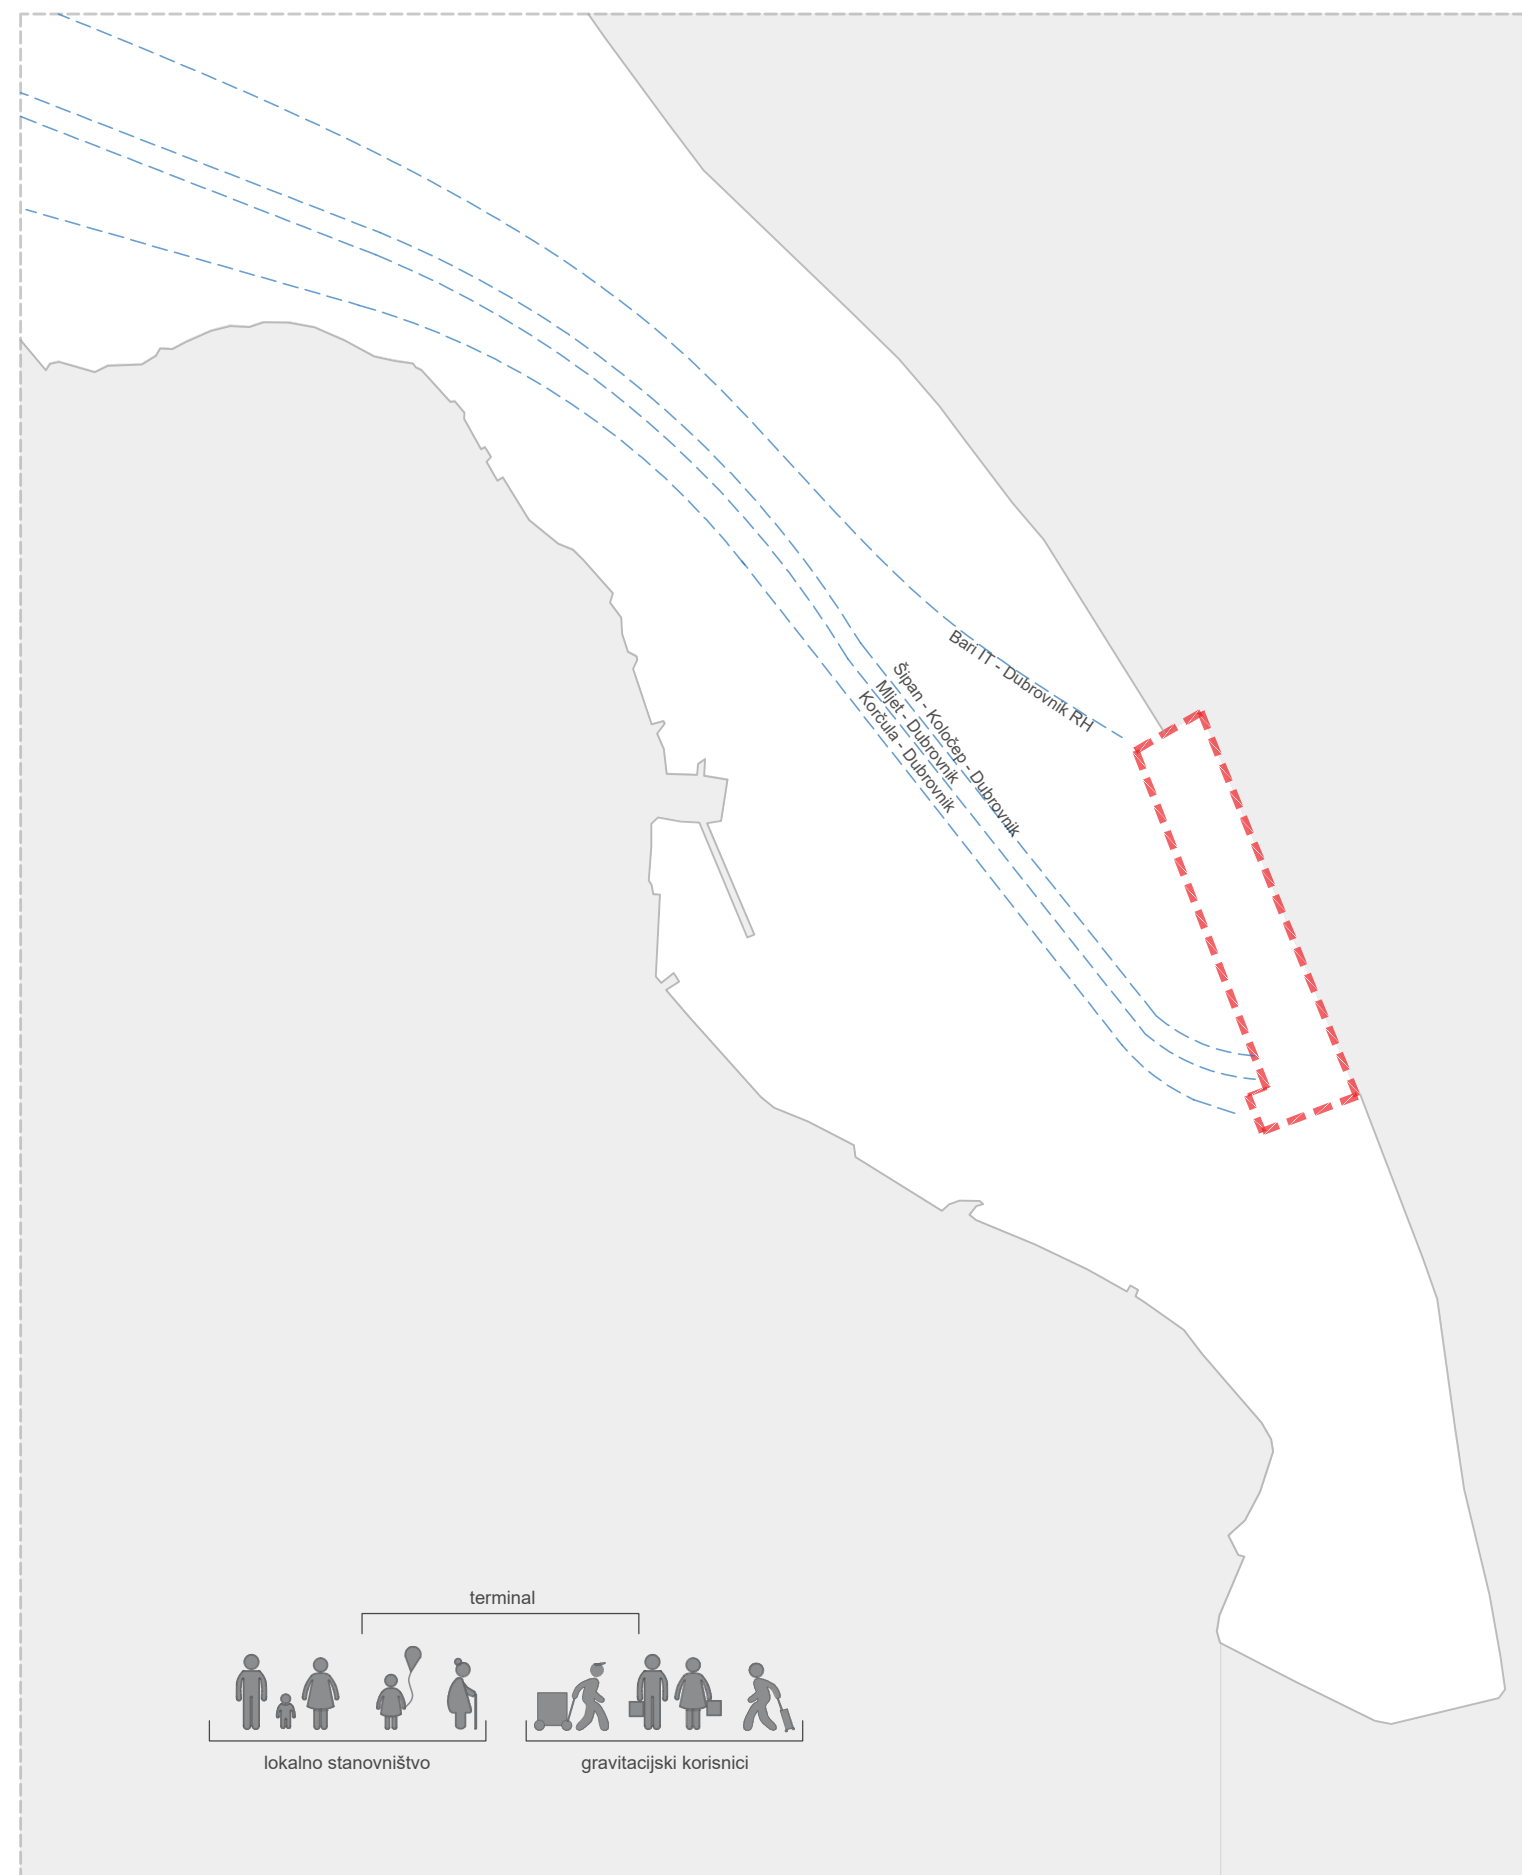 Bari IT - Dubrovnik RH
Šipan - Koločep - Dubrovnik
Mljet - Dubrovnik
Korčula - Dubrovnik
terminal
lokalno stanovništvo
gravitacijski korisnici